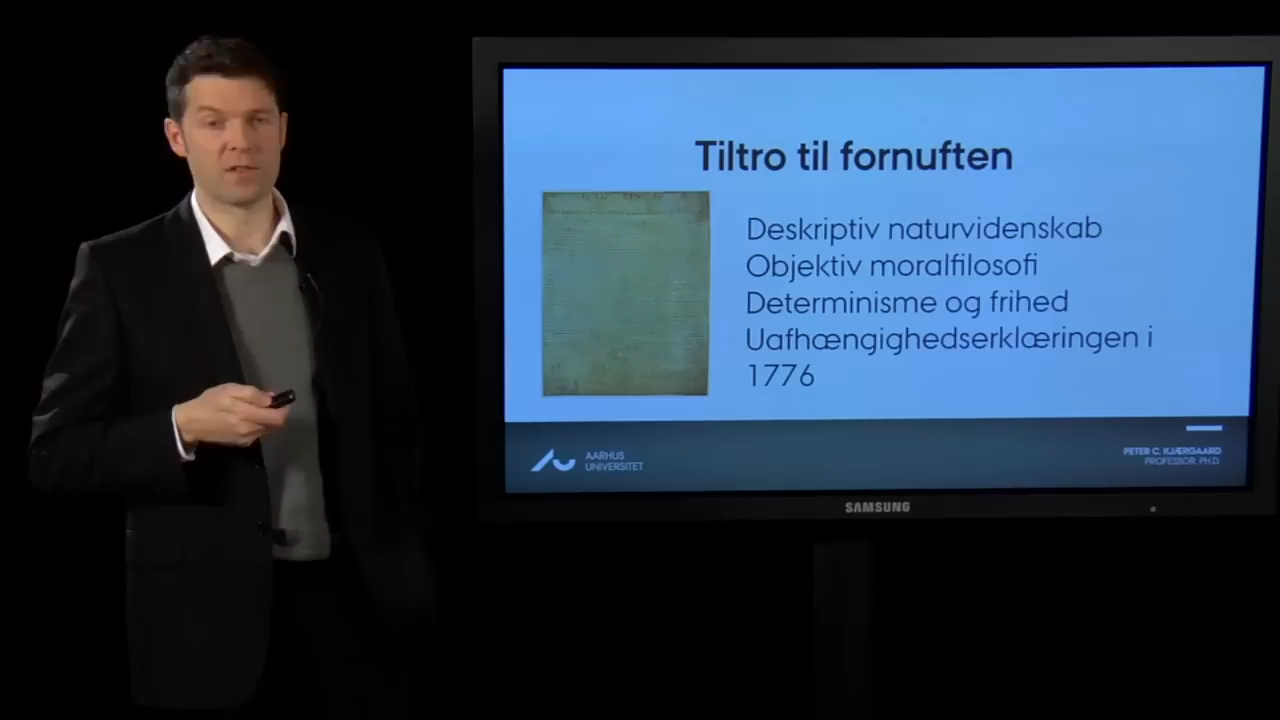 Tiltro til fornuften
Deskriptiv naturvidenskab
Objektiv moralfilosofi
Determinisme og frihed
Uafhængighedserklæringen i
1776
AARHUS
UNIVERSITET
PETER C. KJÆRGAARD
PROFESSOR, PH.D.
SAMSUNG